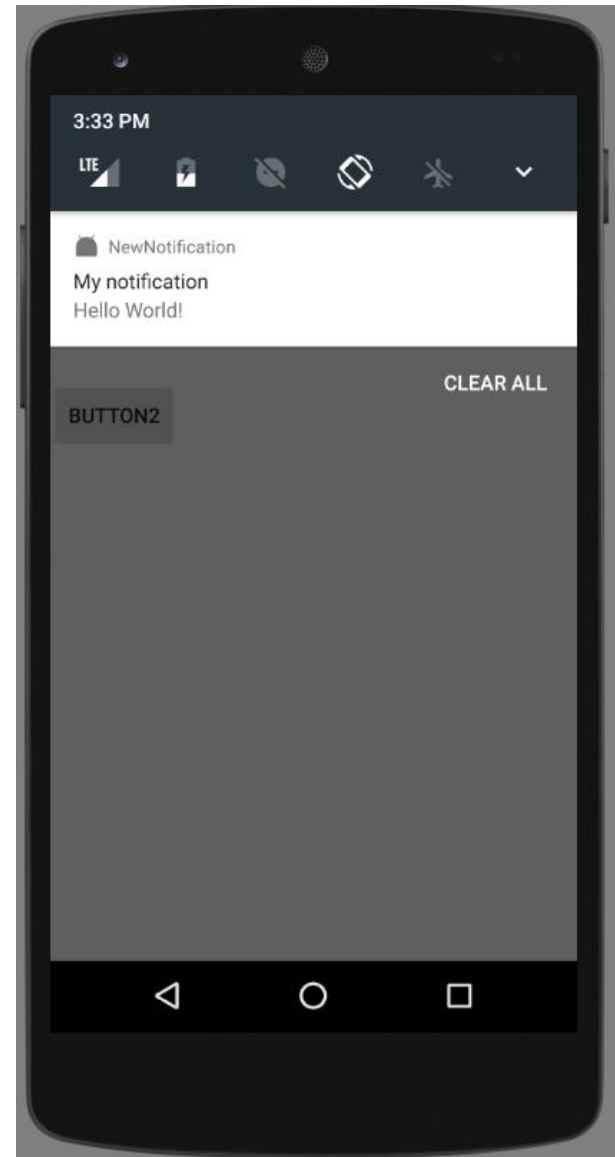 3:33 PM
LTE
NewNotification
My notification
Hello World!
CLEAR ALL
BUTTON2